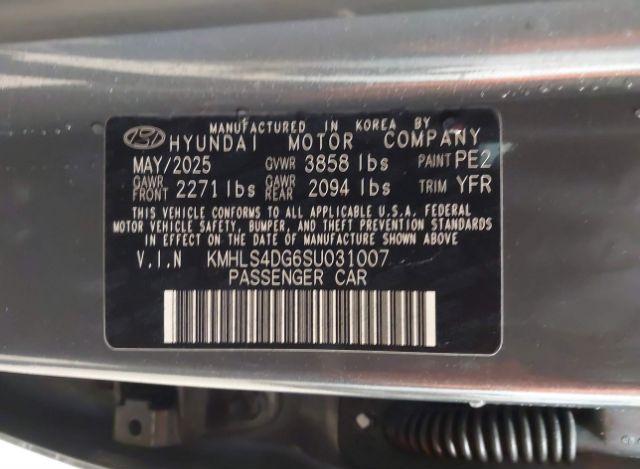 MANUFACTURED IN KOREA BY
HYUNDAI MOTOR COMPANY
MAY/2025 GVWR 3858 lbs PAINT PE2
GAWR FRONT 2271 lbs GAWR REAR 2094 lbs TRIM YFR
THIS VEHICLE CONFORMS TO ALL APPLICABLE U.S.A. FEDERAL
MOTOR VEHICLE SAFETY, BUMPER, AND THEFT PREVENTION STANDARDS
IN EFFECT ON THE DATE OF MANUFACTURE SHOWN ABOVE
V.I.N KMHLS4DG6SU031007
PASSENGER CAR